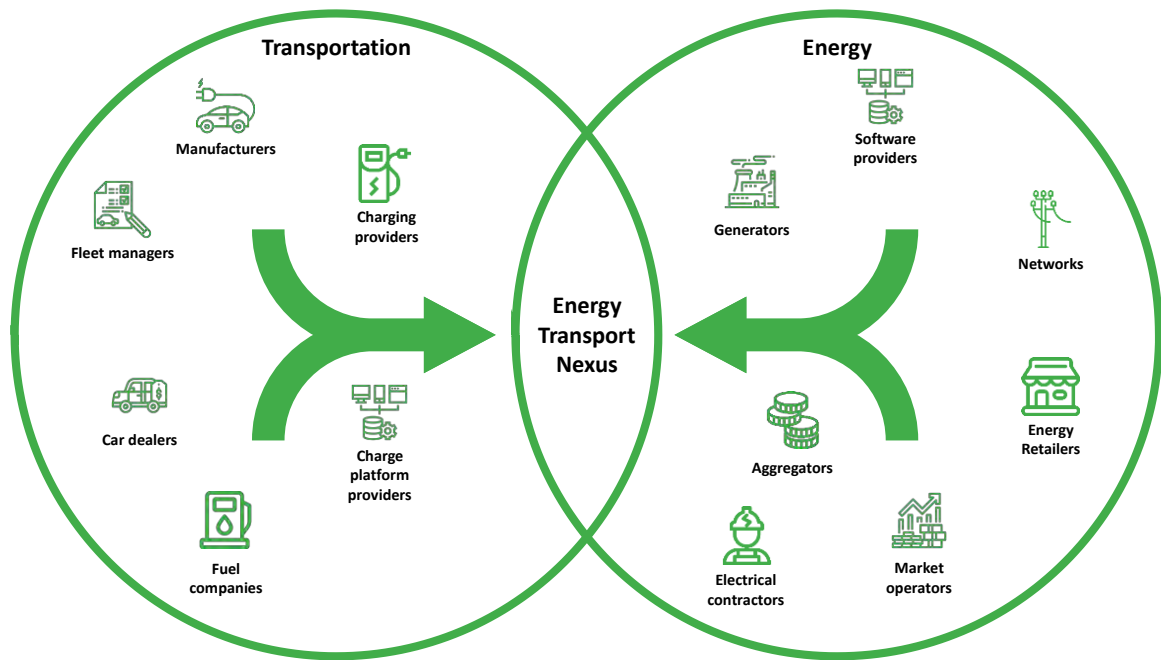 Transportation
Manufacturers
Charging
providers
Fleet managers
Car dealers
Charge
platform
providers
Fuel
companies
Energy
Transport
Nexus
Energy
Software
providers
Generators
Networks
Energy
Retailers
Aggregators
Electrical
contractors
Market
operators